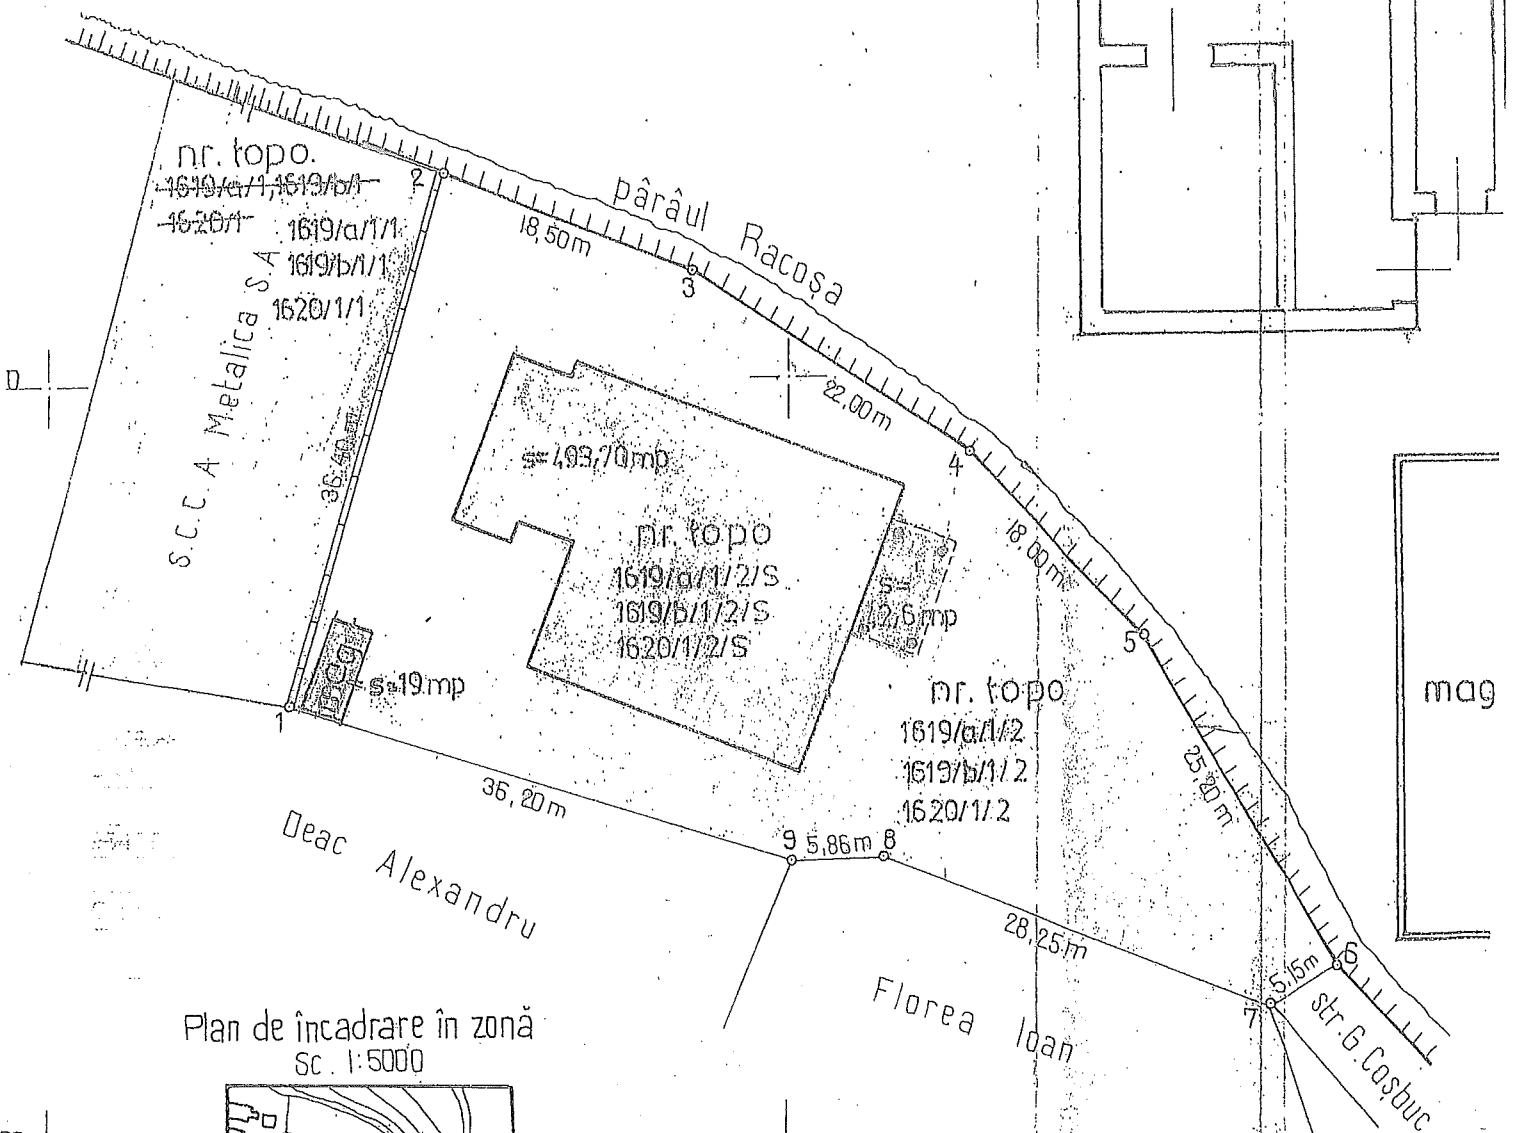 nr. topo.
1619/a/1,1619/b/1
1620/1
1619/a/1/1
1619/b/1/1
1620/1/1
S.C.C.A Metalica S.A
2
18,50m
pârâul Racoșa
3
36,40 m
22,00m
4
18,00m
5
25,20m
6
D
s=493,70mp
nr. topo
1619/a/1/2/S
1619/b/1/2/S
1620/1/2/S
s=
2,6mp
s=19mp
1
36,20m
9
5,86m
8
nr. topo
1619/a/1/2
1619/b/1/2
1620/1/2
28,25m
7
5,15m
str. G. Coșbuc
mag
Deac Alexandru
Florea Ioan
Plan de încadrare în zonă
Sc. 1:5000